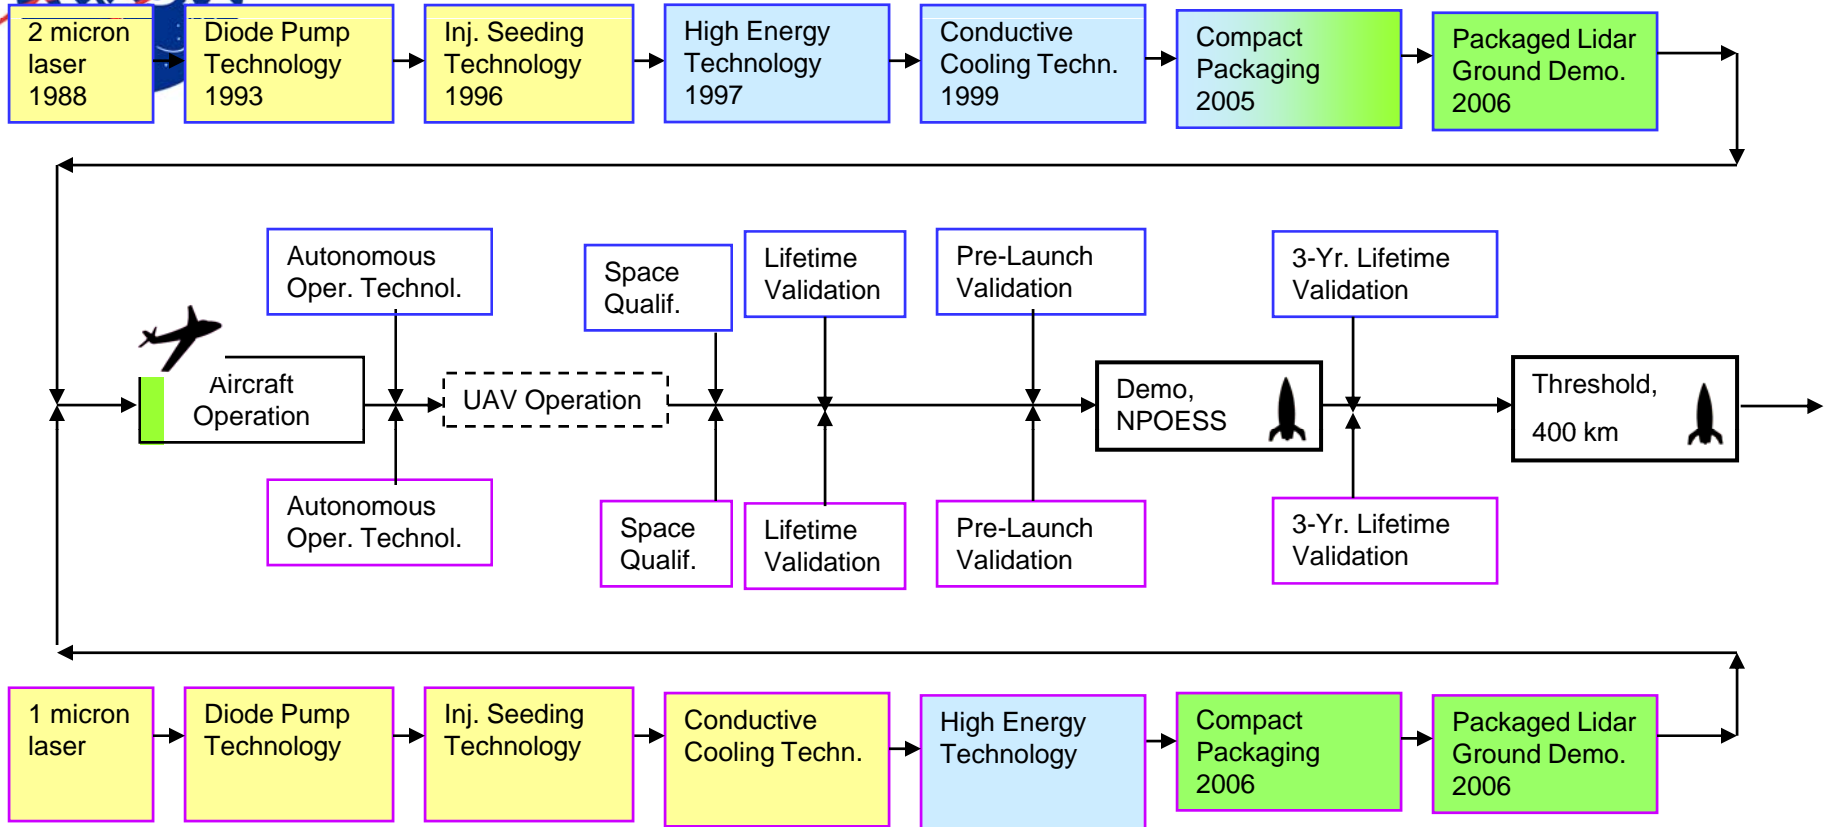 2 micron
laser
1988
Diode Pump
Technology
1993
Inj. Seeding
Technology
1996
High Energy
Technology
1997
Conductive
Cooling Techn.
1999
Compact
Packaging
2005
Packaged Lidar
Ground Demo.
2006
Autonomous
Oper. Technol.
Space
Qualif.
Lifetime
Validation
Pre-Launch
Validation
3-Yr. Lifetime
Validation
Aircraft
Operation
UAV Operation
Demo,
NPOESS
Threshold,
400 km
Autonomous
Oper. Technol.
Space
Qualif.
Lifetime
Validation
Pre-Launch
Validation
3-Yr. Lifetime
Validation
1 micron
laser
Diode Pump
Technology
Inj. Seeding
Technology
Conductive
Cooling Techn.
High Energy
Technology
Compact
Packaging
2006
Packaged Lidar
Ground Demo.
2006